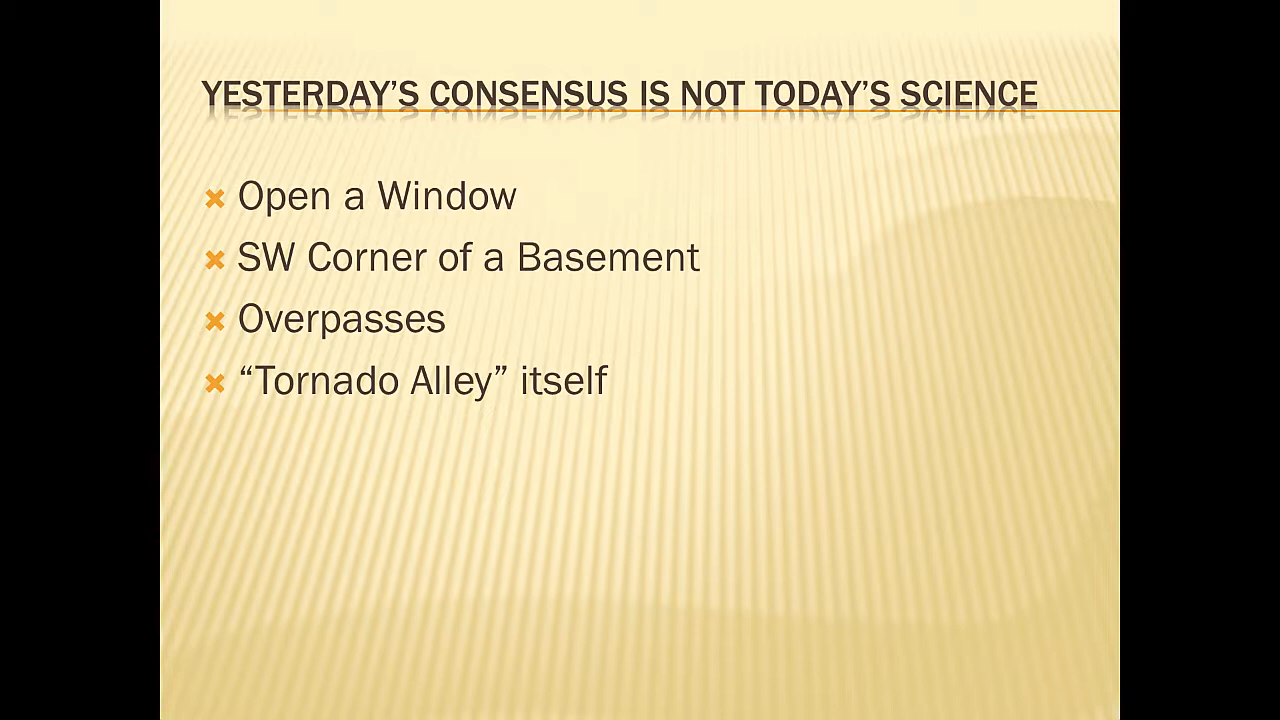 YESTERDAY’S CONSENSUS IS NOT TODAY’S SCIENCE
Open a Window
SW Corner of a Basement
Overpasses
“Tornado Alley” itself